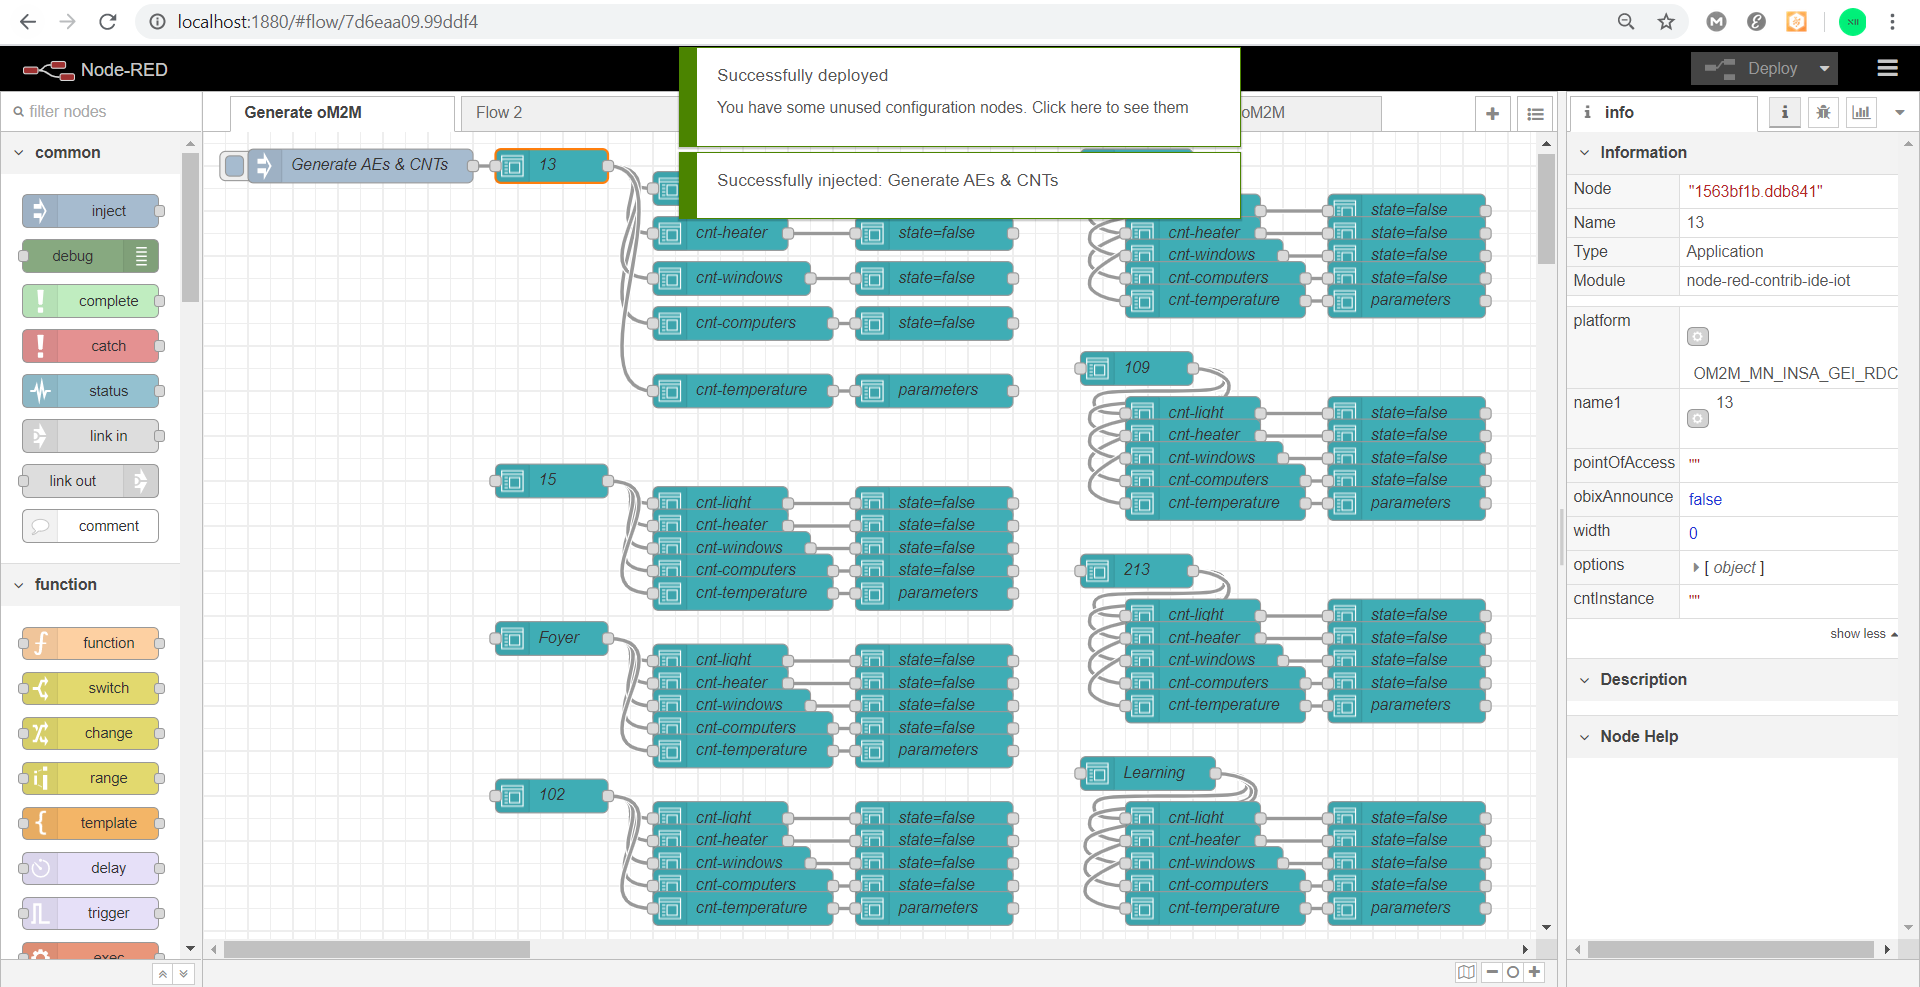 localhost:1880/#flow/7d6eaa09.99ddf4
XII
Node-RED
Deploy
Successfully deployed
You have some unused configuration nodes. Click here to see them
Successfully injected: Generate AEs & CNTs
filter nodes
Generate oM2M
Flow 2
oM2M
info
common
inject
debug
complete
catch
status
link in
link out
comment
function
function
switch
change
range
template
delay
trigger
exec
Generate AEs & CNTs
13
cnt-heater
state=false
cnt-windows
state=false
cnt-computers
state=false
cnt-temperature
parameters
15
cnt-light
state=false
cnt-heater
state=false
cnt-windows
state=false
cnt-computers
state=false
cnt-temperature
parameters
Foyer
cnt-light
state=false
cnt-heater
state=false
cnt-windows
state=false
cnt-computers
state=false
cnt-temperature
parameters
102
cnt-light
state=false
cnt-heater
state=false
cnt-windows
state=false
cnt-computers
state=false
cnt-temperature
parameters
state=false
cnt-heater
state=false
cnt-windows
state=false
cnt-computers
state=false
cnt-temperature
parameters
109
cnt-light
state=false
cnt-heater
state=false
cnt-windows
state=false
cnt-computers
state=false
cnt-temperature
parameters
213
cnt-light
state=false
cnt-heater
state=false
cnt-windows
state=false
cnt-computers
state=false
cnt-temperature
parameters
Learning
cnt-light
state=false
cnt-heater
state=false
cnt-windows
state=false
cnt-computers
state=false
cnt-temperature
parameters
Information
Node "1563bf1b.ddb841"
Name 13
Type Application
Module node-red-contrib-ide-iot
platform
OM2M_MN_INSA_GEI_RDC
name1 13
pointOfAccess ""
obixAnnounce false
width 0
options [ object ]
cntInstance ""
show less
Description
Node Help